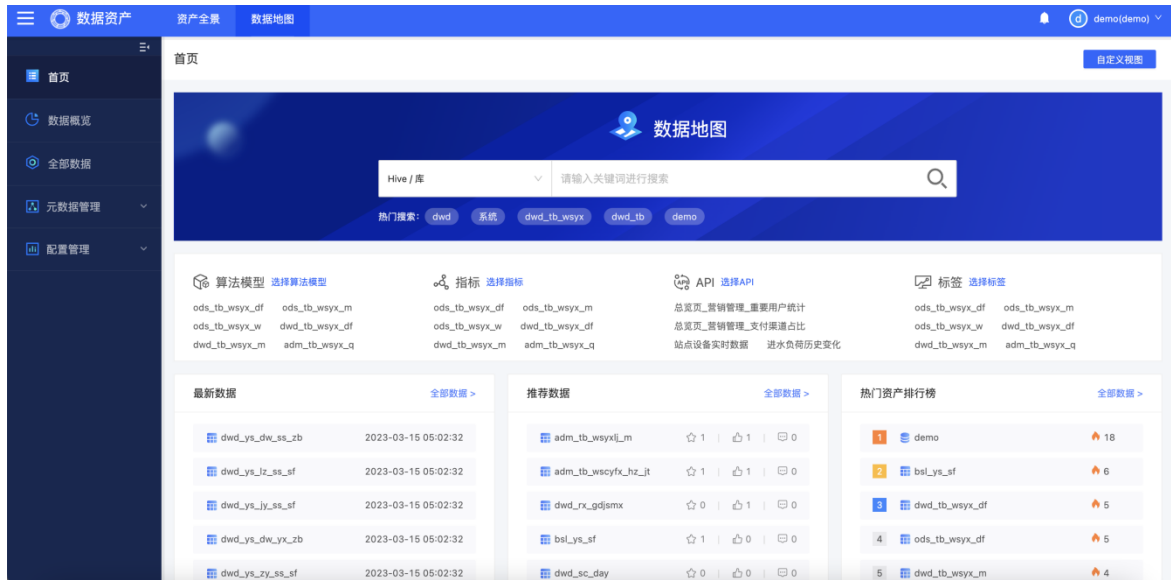 数据资产 资产全景 数据地图 d demo(demo)
首页
数据概览
全部数据
元数据管理
配置管理
首页 自定义视图
数据地图
Hive / 库 请输入关键词进行搜索
热门搜索: dwd 系统 dwd_tb_wsyx dwd_tb demo
算法模型 选择算法模型
ods_tb_wsyx_df ods_tb_wsyx_m
ods_tb_wsyx_w dwd_tb_wsyx_df
dwd_tb_wsyx_m adm_tb_wsyx_q
指标 选择指标
ods_tb_wsyx_df ods_tb_wsyx_m
ods_tb_wsyx_w dwd_tb_wsyx_df
dwd_tb_wsyx_m adm_tb_wsyx_q
API API 选择API
总览页_营销管理_重要用户统计
总览页_营销管理_支付渠道占比
站点设备实时数据 进水负荷历史变化
标签 选择标签
ods_tb_wsyx_df ods_tb_wsyx_m
ods_tb_wsyx_w dwd_tb_wsyx_df
dwd_tb_wsyx_m adm_tb_wsyx_q
最新数据 全部数据 >
dwd_ys_dw_ss_zb 2023-03-15 05:02:32
dwd_ys_lz_ss_sf 2023-03-15 05:02:32
dwd_ys_jy_ss_sf 2023-03-15 05:02:32
dwd_ys_dw_yx_zb 2023-03-15 05:02:32
dwd_ys_zy_ss_sf 2023-03-15 05:02:32
推荐数据 全部数据 >
adm_tb_wsyxlj_m 1 | 1 | 0
adm_tb_wscyfx_hz_jt 1 | 1 | 0
dwd_rx_gdjsmx 0 | 1 | 0
bsl_ys_sf 1 | 0 | 0
dwd_sc_day 0 | 0 | 0
热门资产排行榜 全部数据 >
1 demo 18
2 bsl_ys_sf 6
3 dwd_tb_wsyx_df 5
4 ods_tb_wsyx_df 5
5 dwd_tb_wsyx_m 4